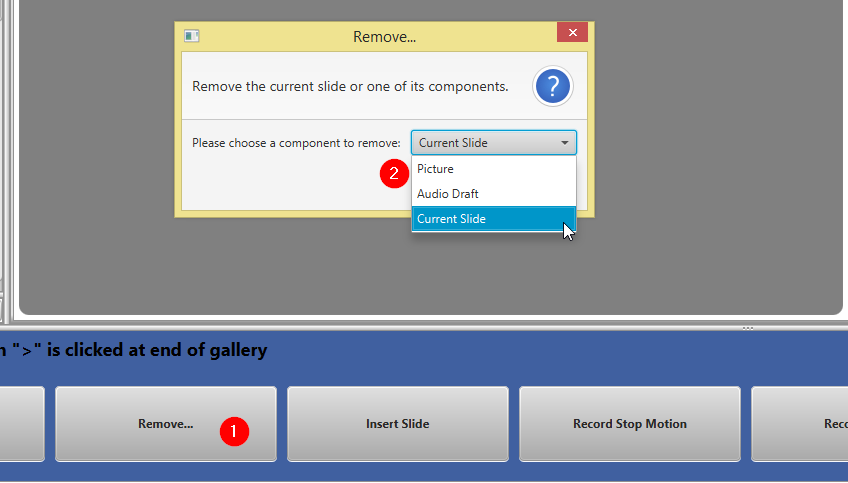 Remove...
Remove the current slide or one of its components.
?
Please choose a component to remove: Current Slide
2
Picture
Audio Draft
Current Slide
">" is clicked at end of gallery
Remove...
1
Insert Slide
Record Stop Motion